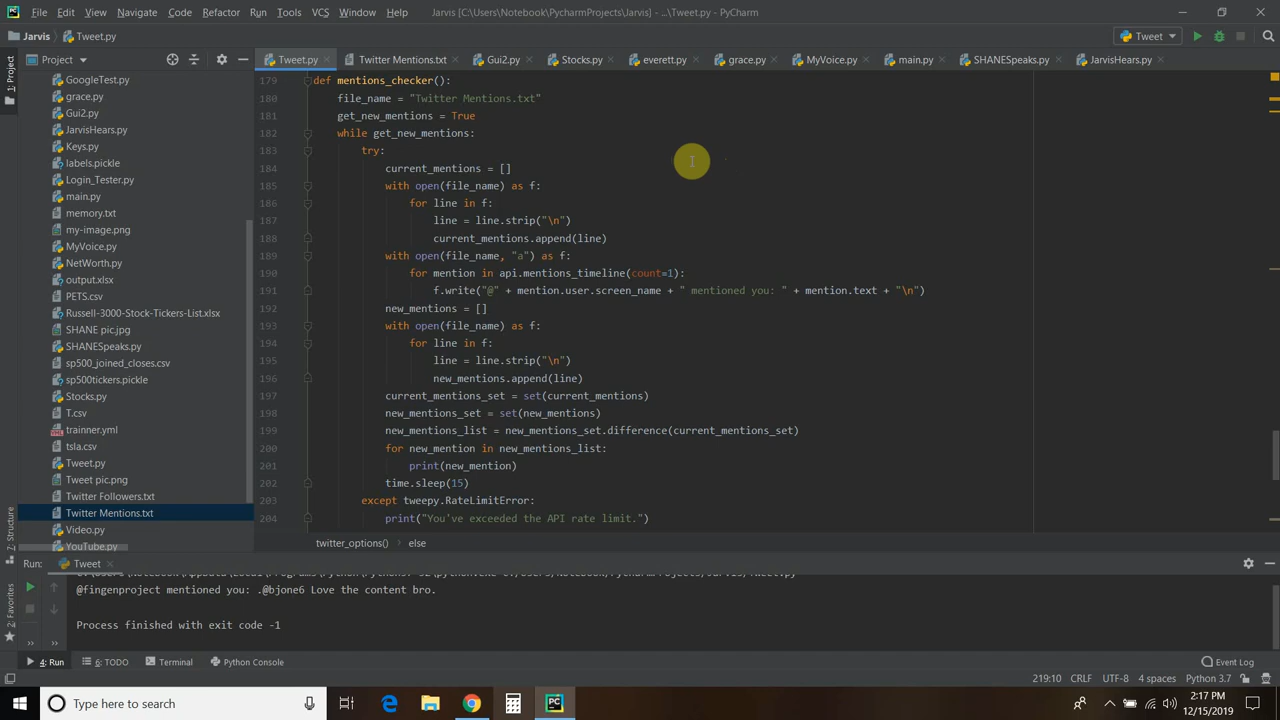 File Edit View Navigate Code Refactor Run Tools VCS Window Help Jarvis [C:\Users\Notebook\PycharmProjects\Jarvis] - ...\Tweet.py - PyCharm
Jarvis Tweet.py Tweet
Project Tweet.py Twitter Mentions.txt Gui2.py Stocks.py everett.py grace.py MyVoice.py main.py SHANESpeaks.py JarvisHears.py
1: Project
GoogleTest.py
grace.py
Gui2.py
JarvisHears.py
Keys.py
labels.pickle
Login_Tester.py
main.py
memory.txt
my-image.png
MyVoice.py
NetWorth.py
output.xlsx
PETS.csv
Russell-3000-Stock-Tickers-List.xlsx
SHANE pic.jpg
SHANESpeaks.py
sp500_joined_closes.csv
sp500tickers.pickle
Stocks.py
T.csv
trainner.yml
tsla.csv
Tweet.py
Tweet pic.png
Twitter Followers.txt
Twitter Mentions.txt
Video.py
YouTube.py
7: Structure
2: Favorites
179 def mentions_checker():
180 file_name = "Twitter Mentions.txt"
181 get_new_mentions = True
182 while get_new_mentions:
183 try:
184 current_mentions = []
185 with open(file_name) as f:
186 for line in f:
187 line = line.strip("\n")
188 current_mentions.append(line)
189 with open(file_name, "a") as f:
190 for mention in api.mentions_timeline(count=1):
191 f.write("@" + mention.user.screen_name + " mentioned you: " + mention.text + "\n")
192 new_mentions = []
193 with open(file_name) as f:
194 for line in f:
195 line = line.strip("\n")
196 new_mentions.append(line)
197 current_mentions_set = set(current_mentions)
198 new_mentions_set = set(new_mentions)
199 new_mentions_list = new_mentions_set.difference(current_mentions_set)
200 for new_mention in new_mentions_list:
201 print(new_mention)
202 time.sleep(15)
203 except tweepy.RateLimitError:
204 print("You've exceeded the API rate limit.")
twitter_options() else
Run: Tweet
@fingenproject mentioned you: .@bjone6 Love the content bro.
Process finished with exit code -1
4: Run 6: TODO Terminal Python Console Event Log
219:10 CRLF UTF-8 4 spaces Python 3.7
Type here to search
2:17 PM
12/15/2019